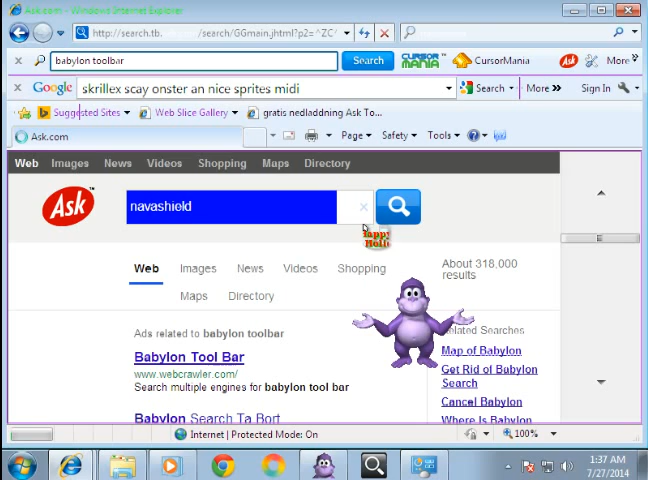 Ask.com - Windows Internet Explorer
http://search.tb. /search/GGmain.jhtml?p2=^ZC^
babylon toolbar
Search
CURSOR MANIA
CursorMania
Ask
More
Google
skrillex scay onster an nice sprites midi
Search
More »
Sign In
Suggested Sites
Web Slice Gallery
gratis nedladdning Ask To...
Ask.com
Page
Safety
Tools
Web Images News Videos Shopping Maps Directory
Ask
navashield
Happy
Holli
Web Images News Videos Shopping
Maps Directory
About 318,000
results
Ads related to babylon toolbar
Babylon Tool Bar
www.webcrawler.com/
Search multiple engines for babylon tool bar
Babylon Search Ta Bort
Related Searches
Map of Babylon
Get Rid of Babylon
Search
Cancel Babylon
Where Is Babylon
Internet | Protected Mode: On
100%
1:37 AM
7/27/2014